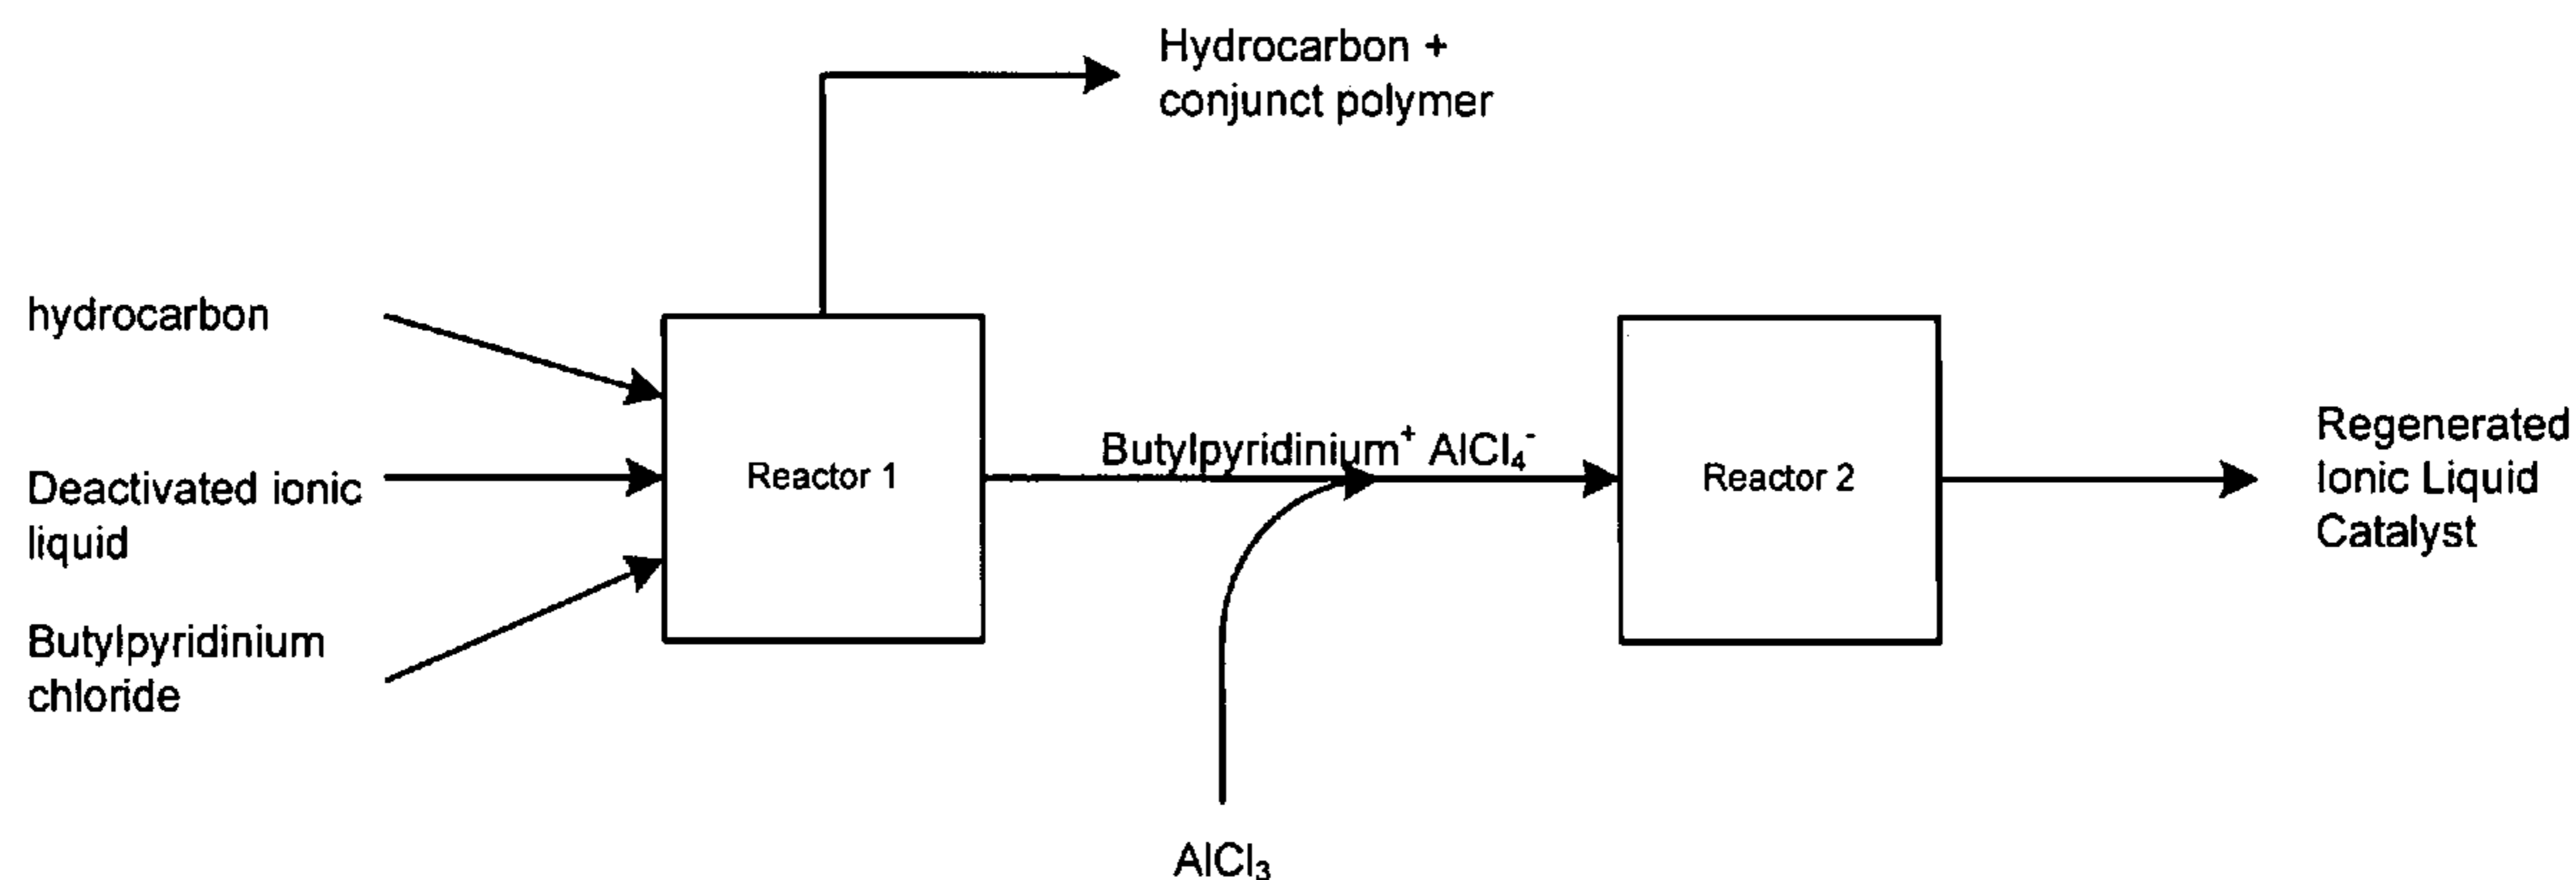 Hydrocarbon +
conjunct polymer
hydrocarbon
Deactivated ionic
liquid
Butylpyridinium
chloride
Reactor 1
Butylpyridinium⁺ AlCl₄⁻
AlCl₃
Reactor 2
Regenerated
Ionic Liquid
Catalyst